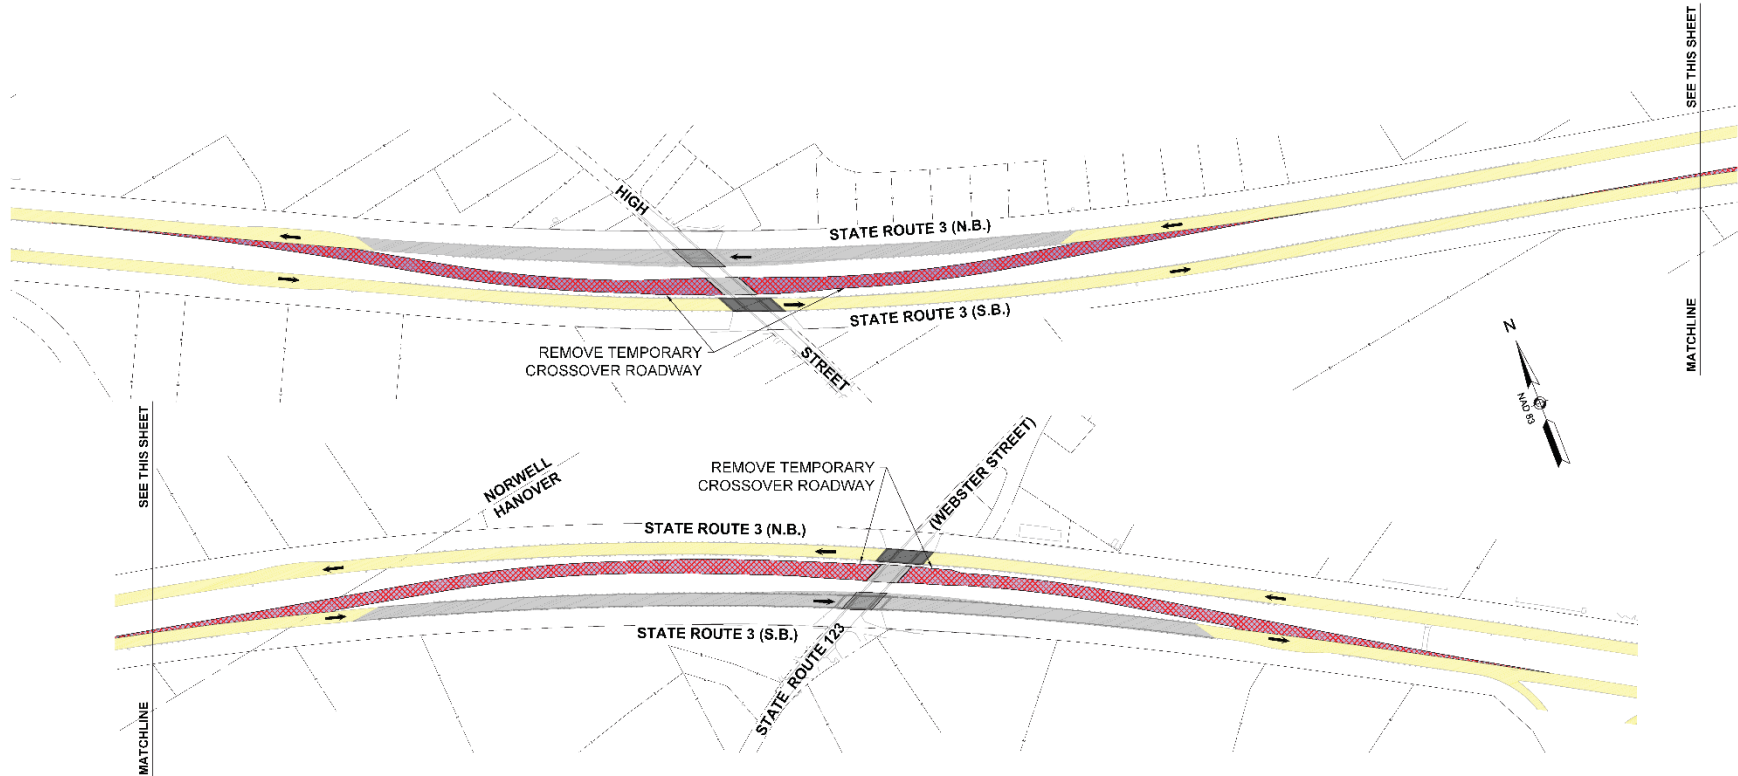 SEE THIS SHEET
MATCHLINE
HIGH
STREET
STATE ROUTE 3 (N.B.)
STATE ROUTE 3 (S.B.)
REMOVE TEMPORARY
CROSSOVER ROADWAY
N
NAD 83
SEE THIS SHEET
MATCHLINE
NORWELL
HANOVER
REMOVE TEMPORARY
CROSSOVER ROADWAY
(WEBSTER STREET)
STATE ROUTE 3 (N.B.)
STATE ROUTE 3 (S.B.)
STATE ROUTE 123